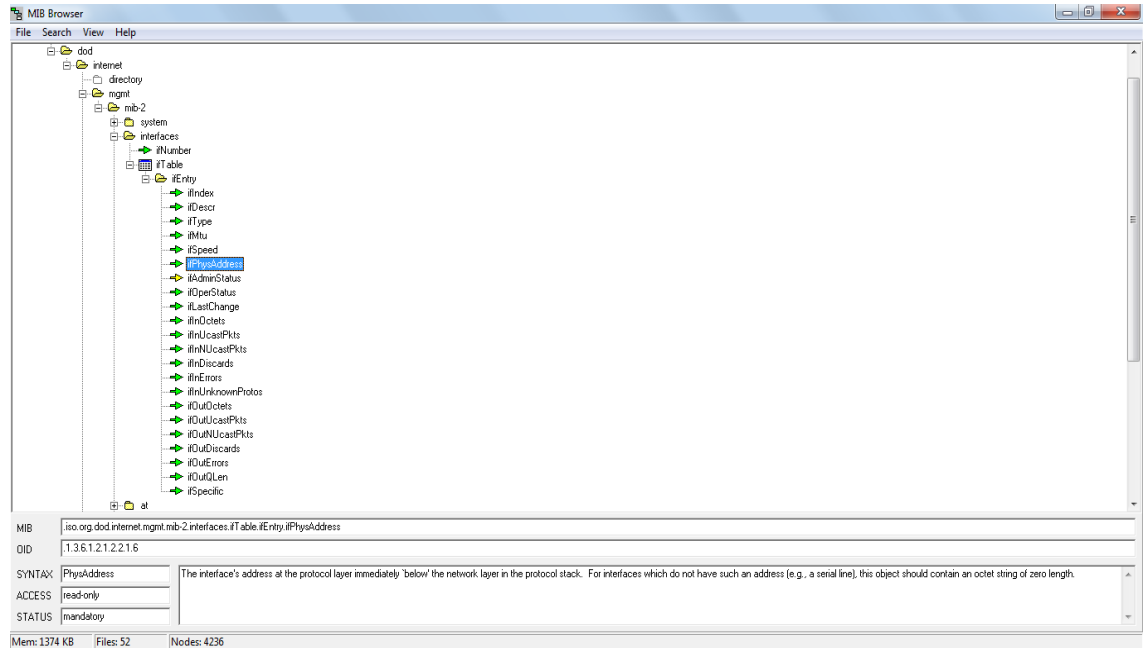 MIB Browser
File Search View Help
dod
internet
directory
mgmt
mib-2
system
interfaces
ifNumber
ifTable
ifEntry
ifIndex
ifDescr
ifType
ifMtu
ifSpeed
ifPhysAddress
ifAdminStatus
ifOperStatus
ifLastChange
ifInOctets
ifInUcastPkts
ifInNUcastPkts
ifInDiscards
ifInErrors
ifInUnknownProtos
ifOutOctets
ifOutUcastPkts
ifOutNUcastPkts
ifOutDiscards
ifOutErrors
ifOutQLen
ifSpecific
at
MIB .iso.org.dod.internet.mgmt.mib-2.interfaces.ifTable.ifEntry.ifPhysAddress
OID .1.3.6.1.2.1.2.2.1.6
SYNTAX PhysAddress The interface's address at the protocol layer immediately `below' the network layer in the protocol stack. For interfaces which do not have such an address (e.g., a serial line), this object should contain an octet string of zero length.
ACCESS read-only
STATUS mandatory
Mem: 1374 KB Files: 52 Nodes: 4236